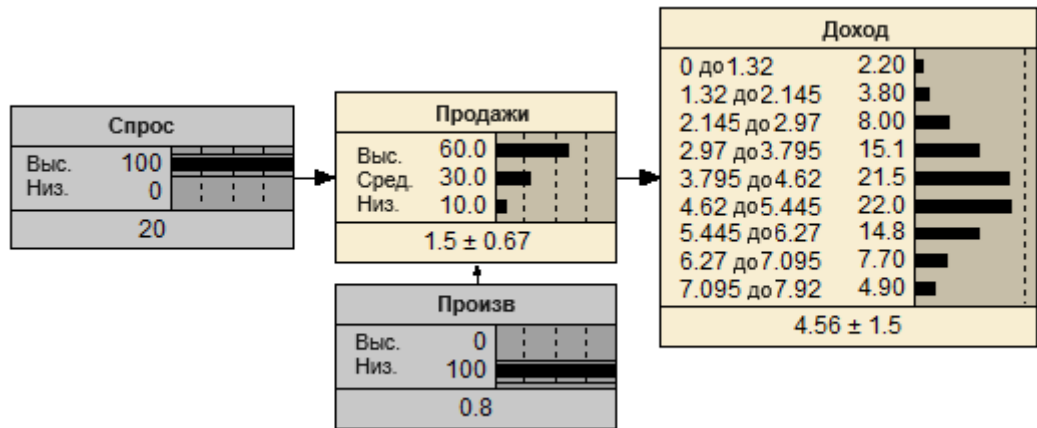 Спрос
Выс. 100
Низ. 0
20
Продажи
Выс. 60.0
Сред. 30.0
Низ. 10.0
1.5 ± 0.67
Произв
Выс. 0
Низ. 100
0.8
Доход
0 до 1.32 2.20
1.32 до 2.145 3.80
2.145 до 2.97 8.00
2.97 до 3.795 15.1
3.795 до 4.62 21.5
4.62 до 5.445 22.0
5.445 до 6.27 14.8
6.27 до 7.095 7.70
7.095 до 7.92 4.90
4.56 ± 1.5